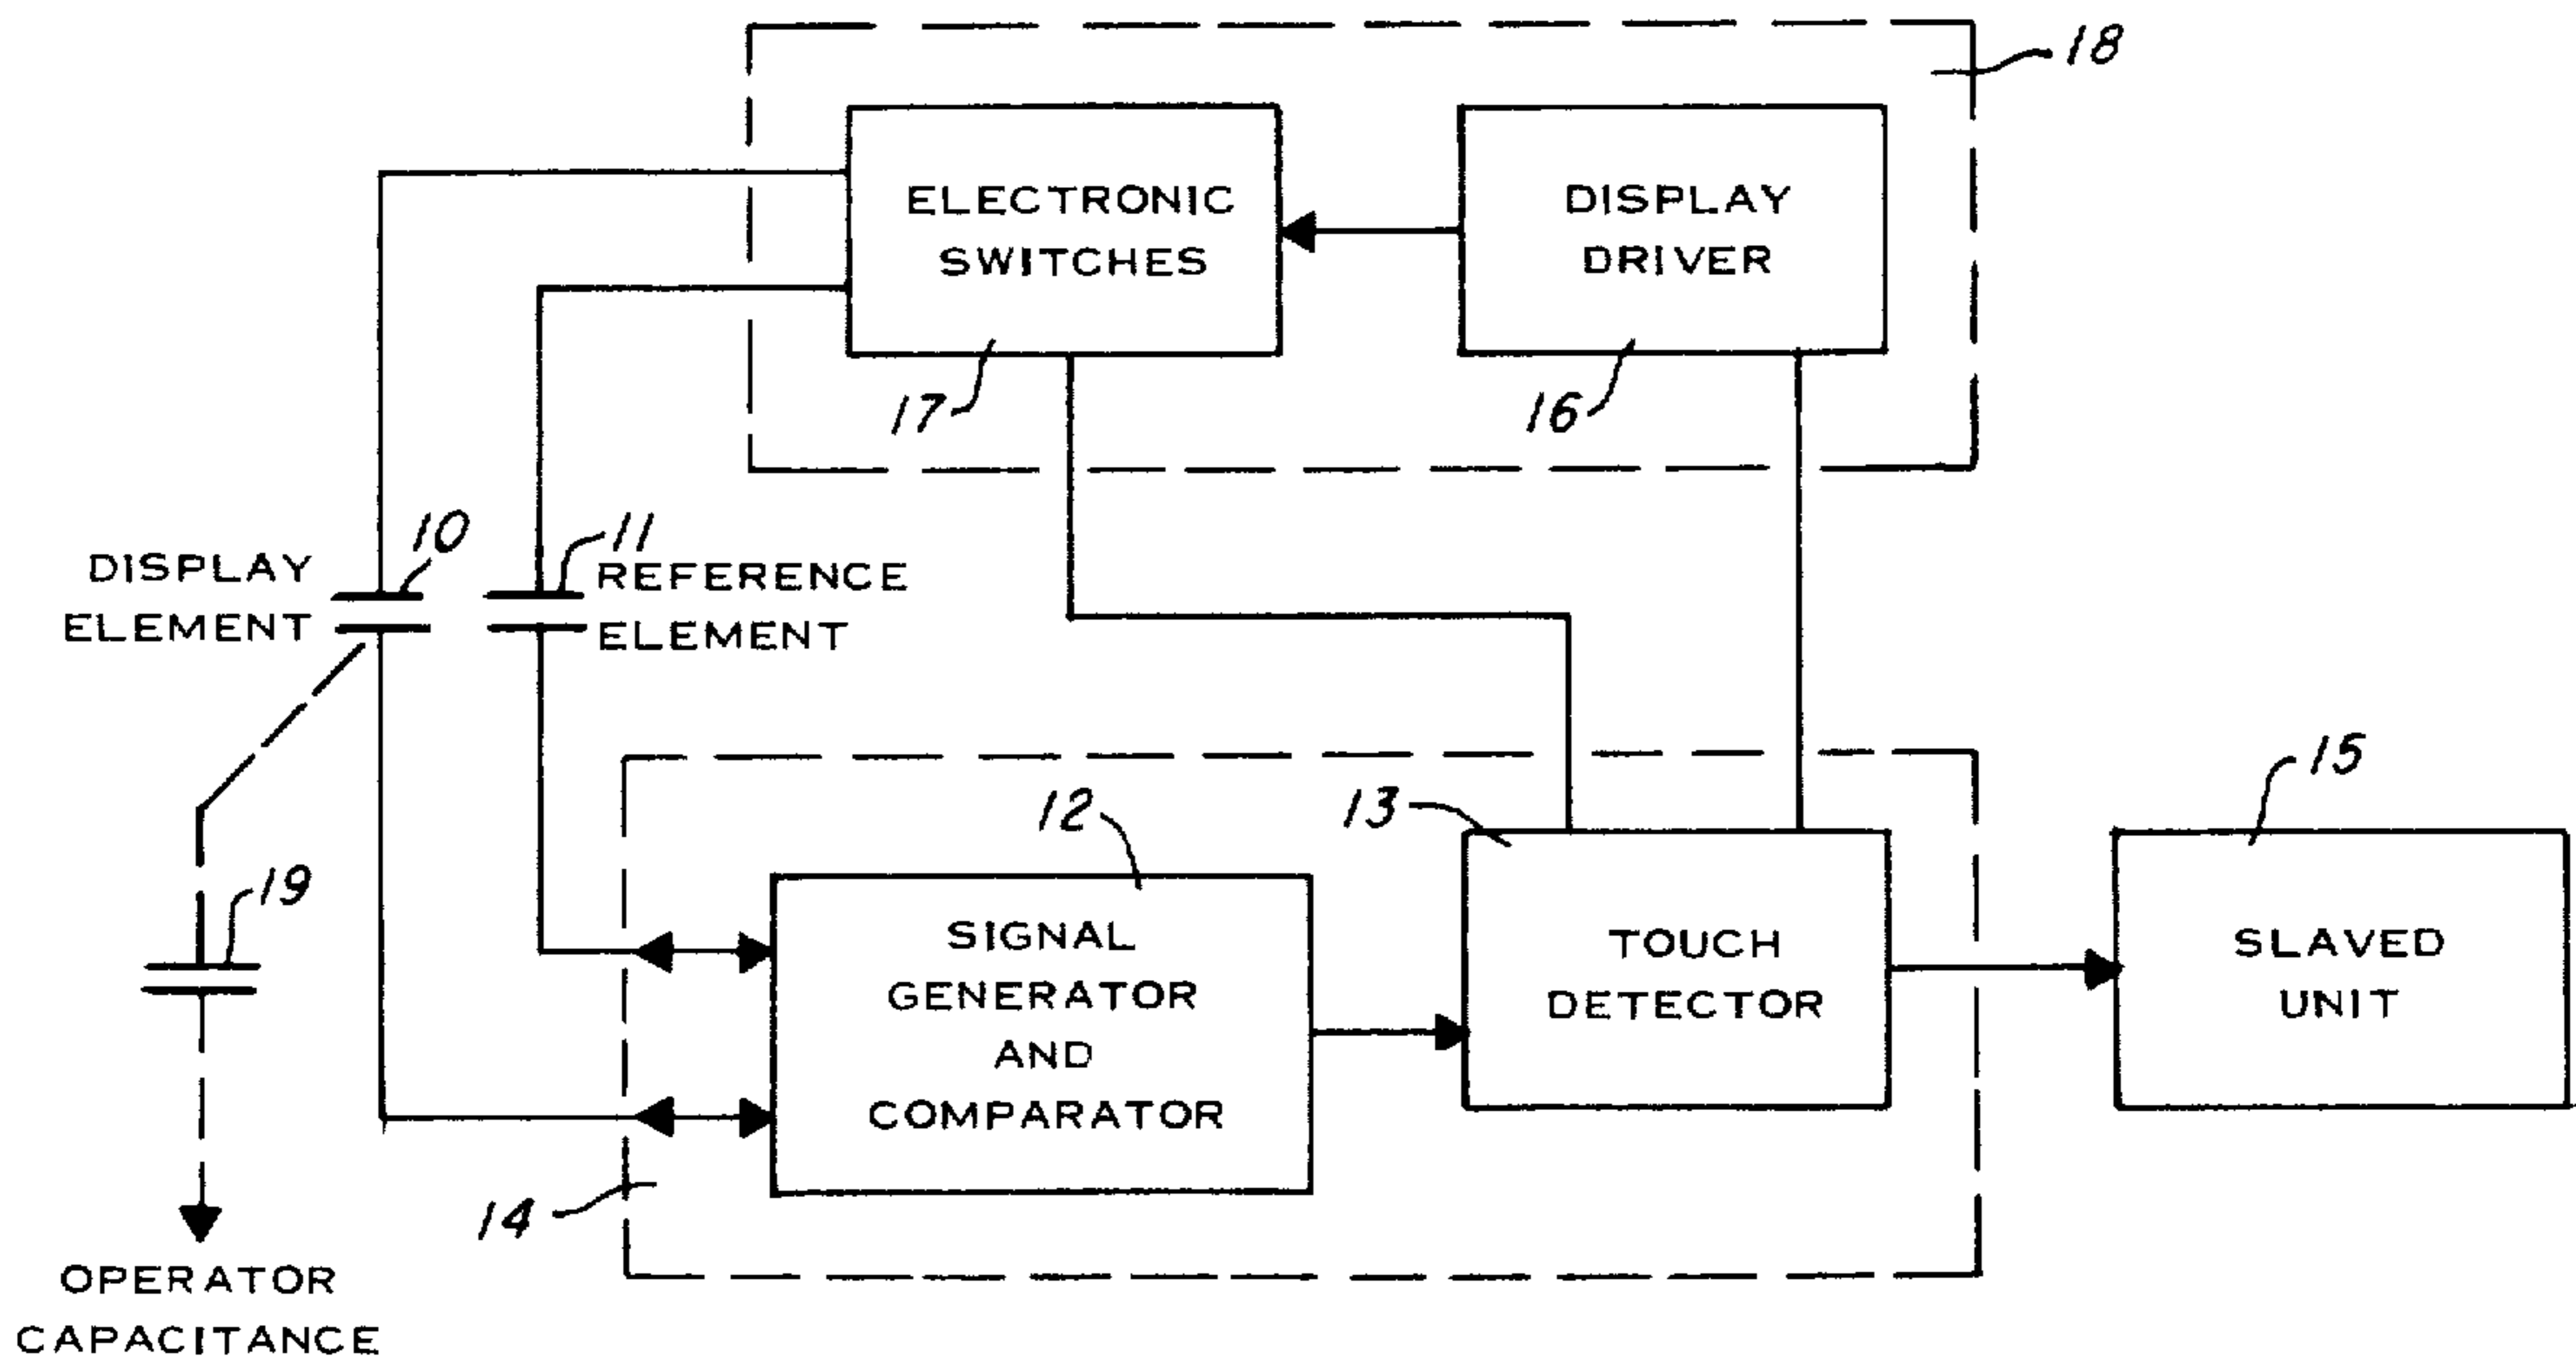 18
ELECTRONIC
SWITCHES
DISPLAY
DRIVER
17
16
10
DISPLAY
ELEMENT
11
REFERENCE
ELEMENT
15
12
13
19
SIGNAL
GENERATOR
AND
COMPARATOR
TOUCH
DETECTOR
SLAVED
UNIT
14
OPERATOR
CAPACITANCE